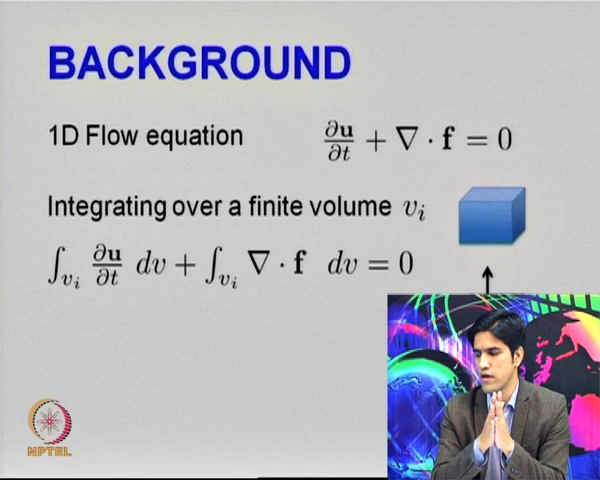 BACKGROUND
1D Flow equation ∂u/∂t + ∇ · f = 0
Integrating over a finite volume v_i
∫_{v_i} ∂u/∂t dv + ∫_{v_i} ∇ · f dv = 0
NPTEL